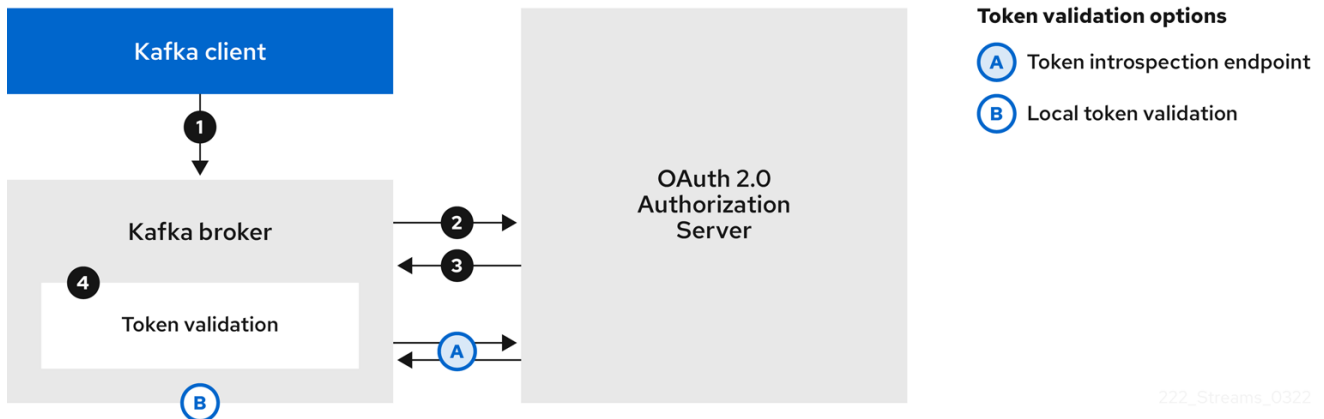 Kafka client
1
Kafka broker
2
3
4
Token validation
A
B
OAuth 2.0
Authorization
Server
Token validation options
A Token introspection endpoint
B Local token validation
222_Streams_0322